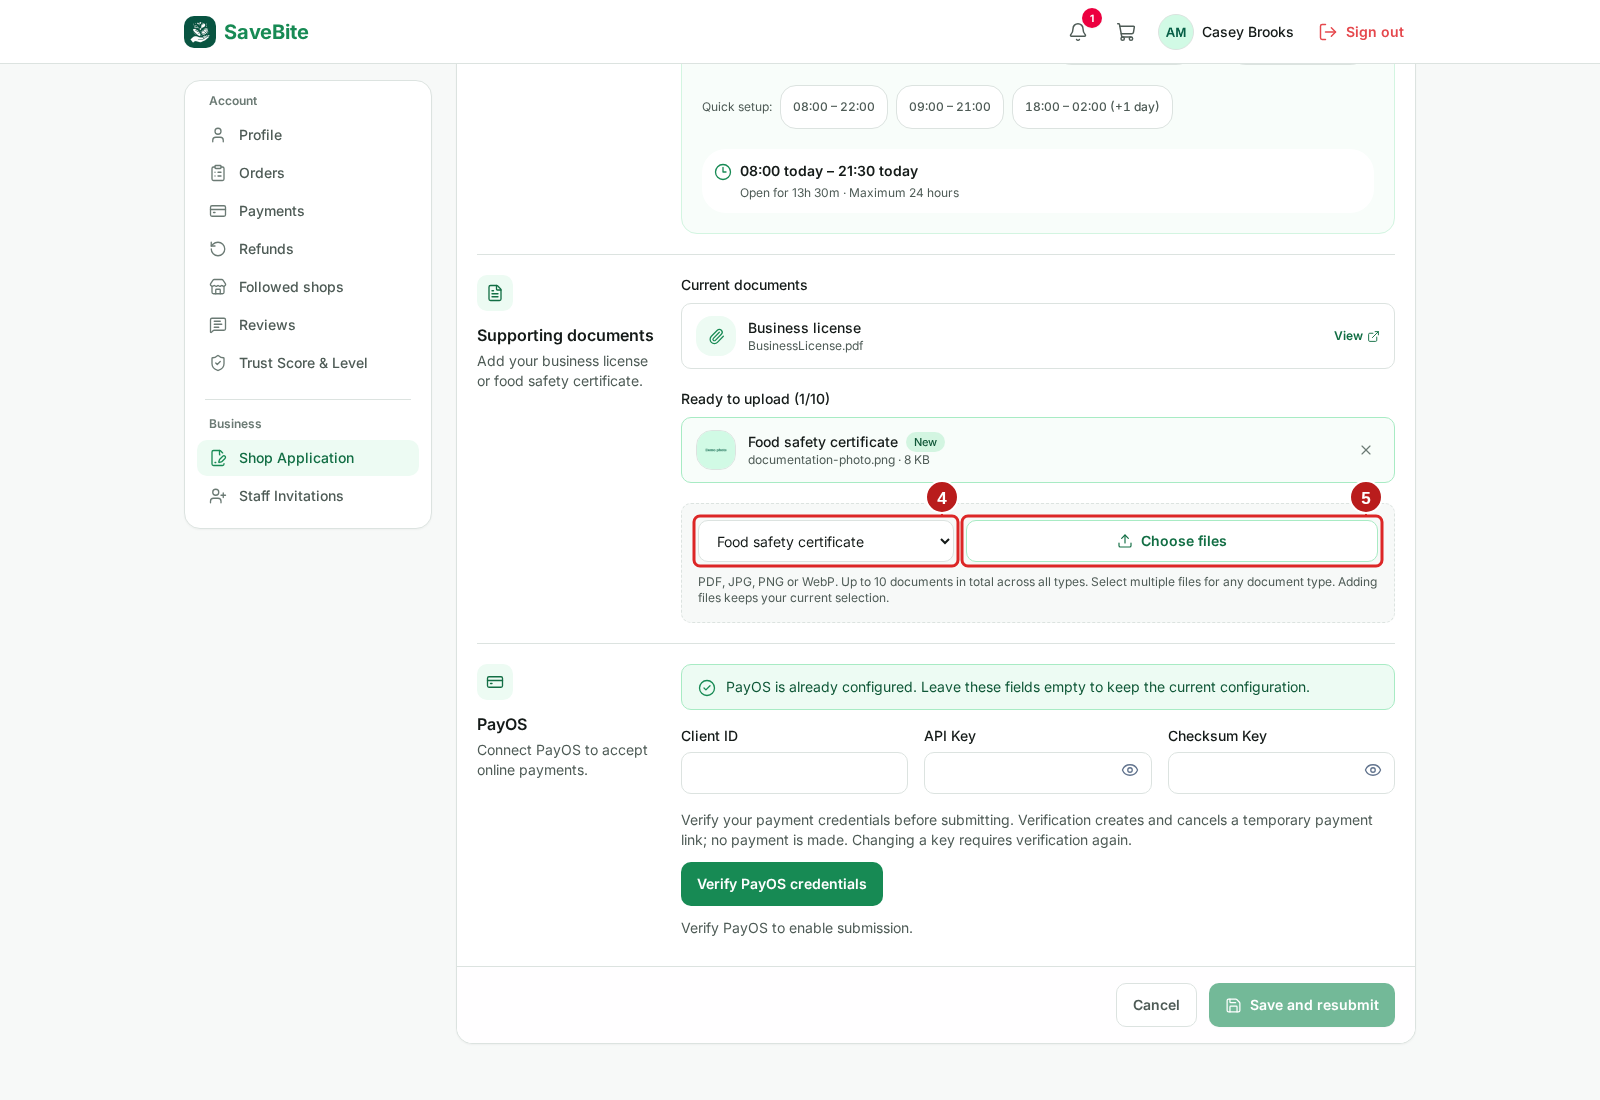 SaveBite
1
AM
Casey Brooks
Sign out
Account
Profile
Orders
Payments
Refunds
Followed shops
Reviews
Trust Score & Level
Business
Shop Application
Staff Invitations
Quick setup:
08:00 – 22:00
09:00 – 21:00
18:00 – 02:00 (+1 day)
08:00 today – 21:30 today
Open for 13h 30m · Maximum 24 hours
Supporting documents
Add your business license
or food safety certificate.
Current documents
Business license
BusinessLicense.pdf
View
Ready to upload (1/10)
Food safety certificate
New
documentation-photo.png · 8 KB
4
5
Food safety certificate
Choose files
PDF, JPG, PNG or WebP. Up to 10 documents in total across all types. Select multiple files for any document type. Adding
files keeps your current selection.
PayOS
Connect PayOS to accept
online payments.
PayOS is already configured. Leave these fields empty to keep the current configuration.
Client ID
API Key
Checksum Key
Verify your payment credentials before submitting. Verification creates and cancels a temporary payment
link; no payment is made. Changing a key requires verification again.
Verify PayOS credentials
Verify PayOS to enable submission.
Cancel
Save and resubmit